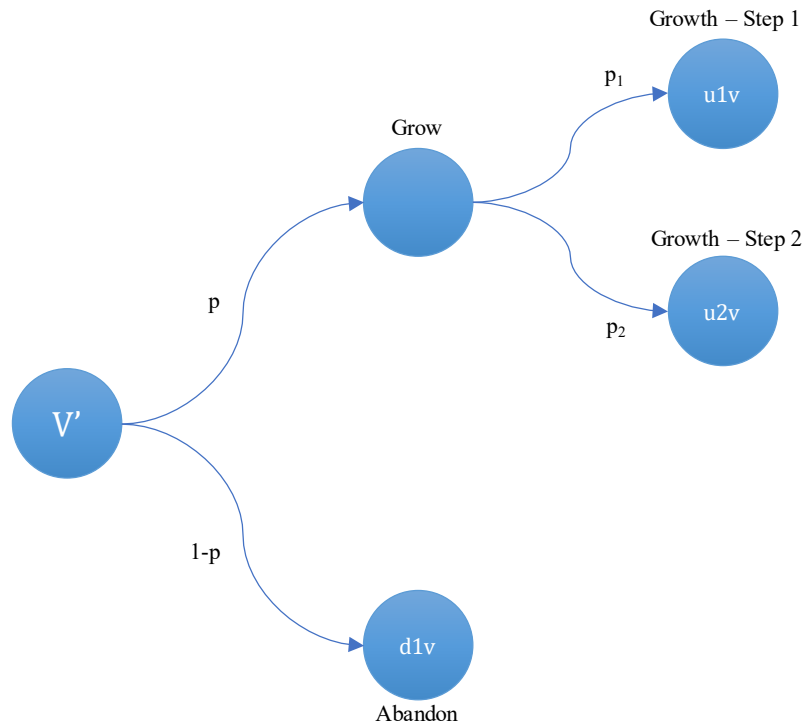 Growth – Step 1
p₁
u1v
Grow
Growth – Step 2
u2v
p
p₂
V’
1-p
d1v
Abandon